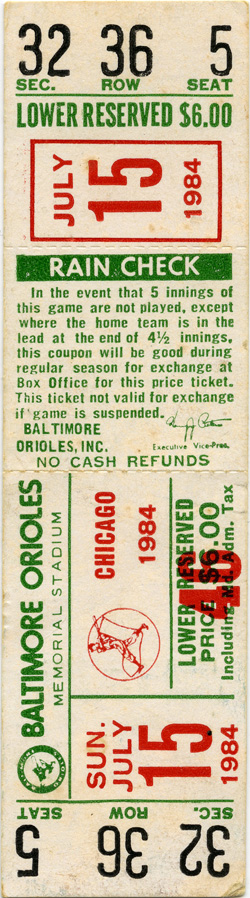 32 36 5
SEC. ROW SEAT
LOWER RESERVED $6.00
JULY
15
1984
RAIN CHECK
In the event that 5 innings of
this game are not played, except
where the home team is in the
lead at the end of 4½ innings,
this coupon will be good during
regular season for exchange at
Box Office for this price ticket.
This ticket not valid for exchange
if game is suspended.
BALTIMORE
ORIOLES, INC.
Executive Vice-Pres.
NO CASH REFUNDS
BALTIMORE ORIOLES
MEMORIAL STADIUM
CHICAGO
1984
LOWER RESERVED
PRICE $6.00
Including Md. Adm. Tax
40
SUN.
JULY
15
1984
SEC. ROW SEAT
32 36 5